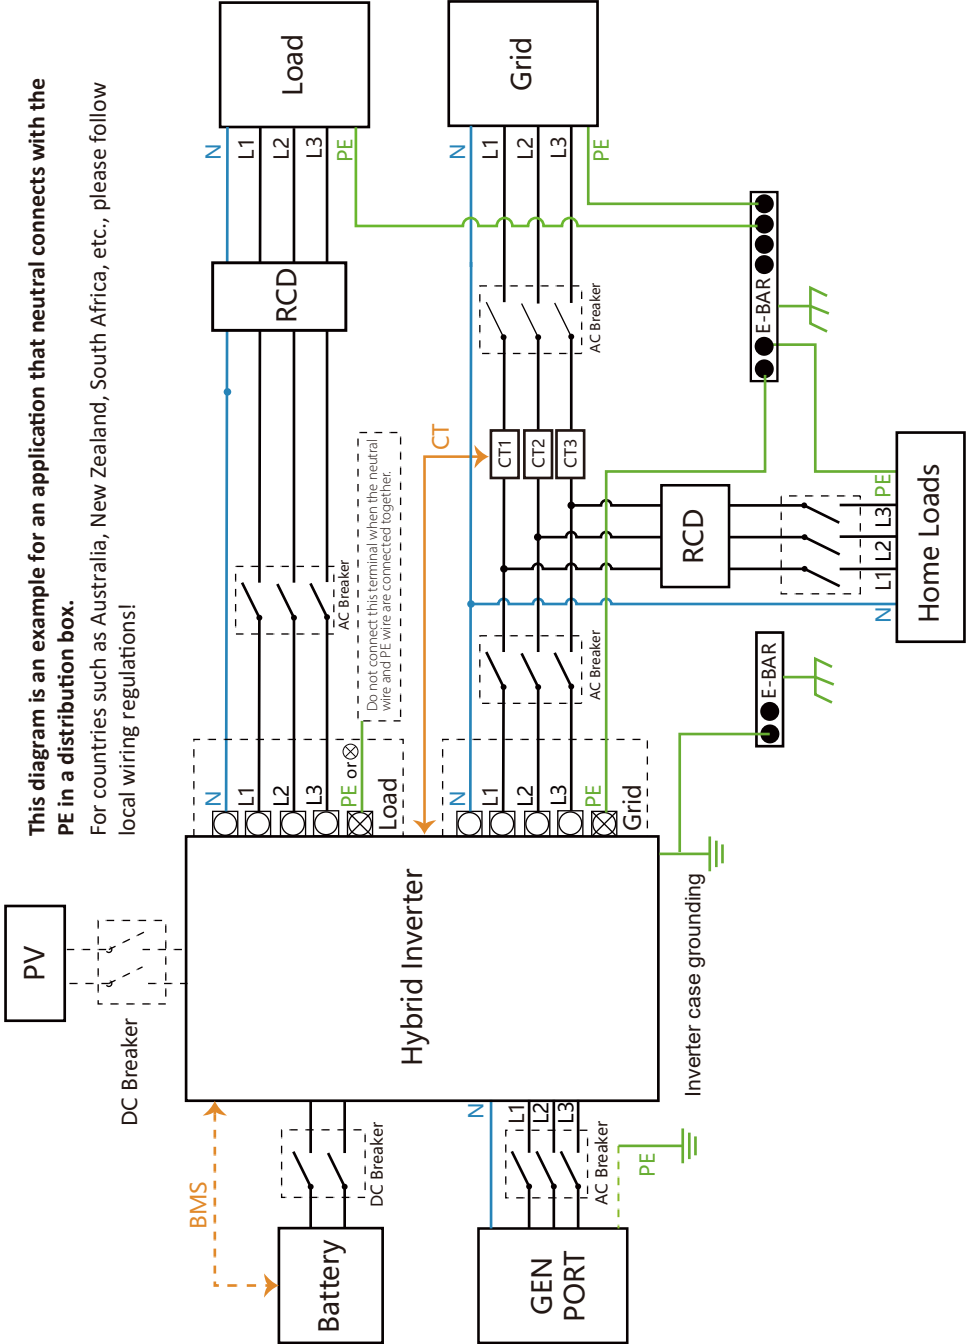 This diagram is an example for an application that neutral connects with the
PE in a distribution box.
For countries such as Australia, New Zealand, South Africa, etc., please follow
local wiring regulations!
PV
DC Breaker
BMS
Battery
DC Breaker
Hybrid Inverter
N
L1
L2
L3
PE or
Load
AC Breaker
Do not connect this terminal when the neutral
wire and PE wire are connected together.
RCD
N
L1
L2
L3
PE
Load
CT
N
L1
L2
L3
PE
Grid
AC Breaker
CT1
CT2
CT3
AC Breaker
N
L1
L2
L3
PE
Grid
GEN
PORT
N
L1
L2
L3
AC Breaker
PE
Inverter case grounding
E-BAR
RCD
E-BAR
N
L1
L2
L3
PE
Home Loads